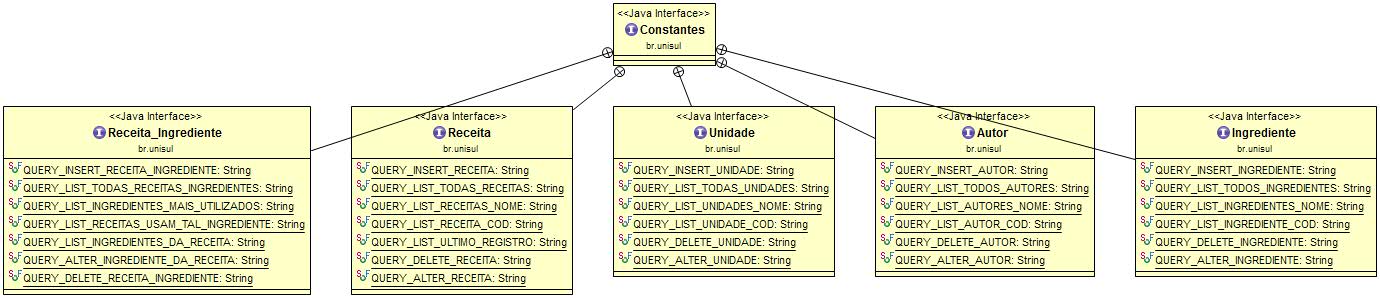 <<Java Interface>>
Constantes
br.unisul
<<Java Interface>>
Receita_Ingrediente
br.unisul
QUERY_INSERT_RECEITA_INGREDIENTE: String
QUERY_LIST_TODAS_RECEITAS_INGREDIENTES: String
QUERY_LIST_INGREDIENTES_MAIS_UTILIZADOS: String
QUERY_LIST_RECEITAS_USAM_TAL_INGREDIENTE: String
QUERY_LIST_INGREDIENTES_DA_RECEITA: String
QUERY_ALTER_INGREDIENTE_DA_RECEITA: String
QUERY_DELETE_RECEITA_INGREDIENTE: String
<<Java Interface>>
Receita
br.unisul
QUERY_INSERT_RECEITA: String
QUERY_LIST_TODAS_RECEITAS: String
QUERY_LIST_RECEITAS_NOME: String
QUERY_LIST_RECEITA_COD: String
QUERY_LIST_ULTIMO_REGISTRO: String
QUERY_DELETE_RECEITA: String
QUERY_ALTER_RECEITA: String
<<Java Interface>>
Unidade
br.unisul
QUERY_INSERT_UNIDADE: String
QUERY_LIST_TODAS_UNIDADES: String
QUERY_LIST_UNIDADES_NOME: String
QUERY_LIST_UNIDADE_COD: String
QUERY_DELETE_UNIDADE: String
QUERY_ALTER_UNIDADE: String
<<Java Interface>>
Autor
br.unisul
QUERY_INSERT_AUTOR: String
QUERY_LIST_TODOS_AUTORES: String
QUERY_LIST_AUTORES_NOME: String
QUERY_LIST_AUTOR_COD: String
QUERY_DELETE_AUTOR: String
QUERY_ALTER_AUTOR: String
<<Java Interface>>
Ingrediente
br.unisul
QUERY_INSERT_INGREDIENTE: String
QUERY_LIST_TODOS_INGREDIENTES: String
QUERY_LIST_INGREDIENTES_NOME: String
QUERY_LIST_INGREDIENTE_COD: String
QUERY_DELETE_INGREDIENTE: String
QUERY_ALTER_INGREDIENTE: String